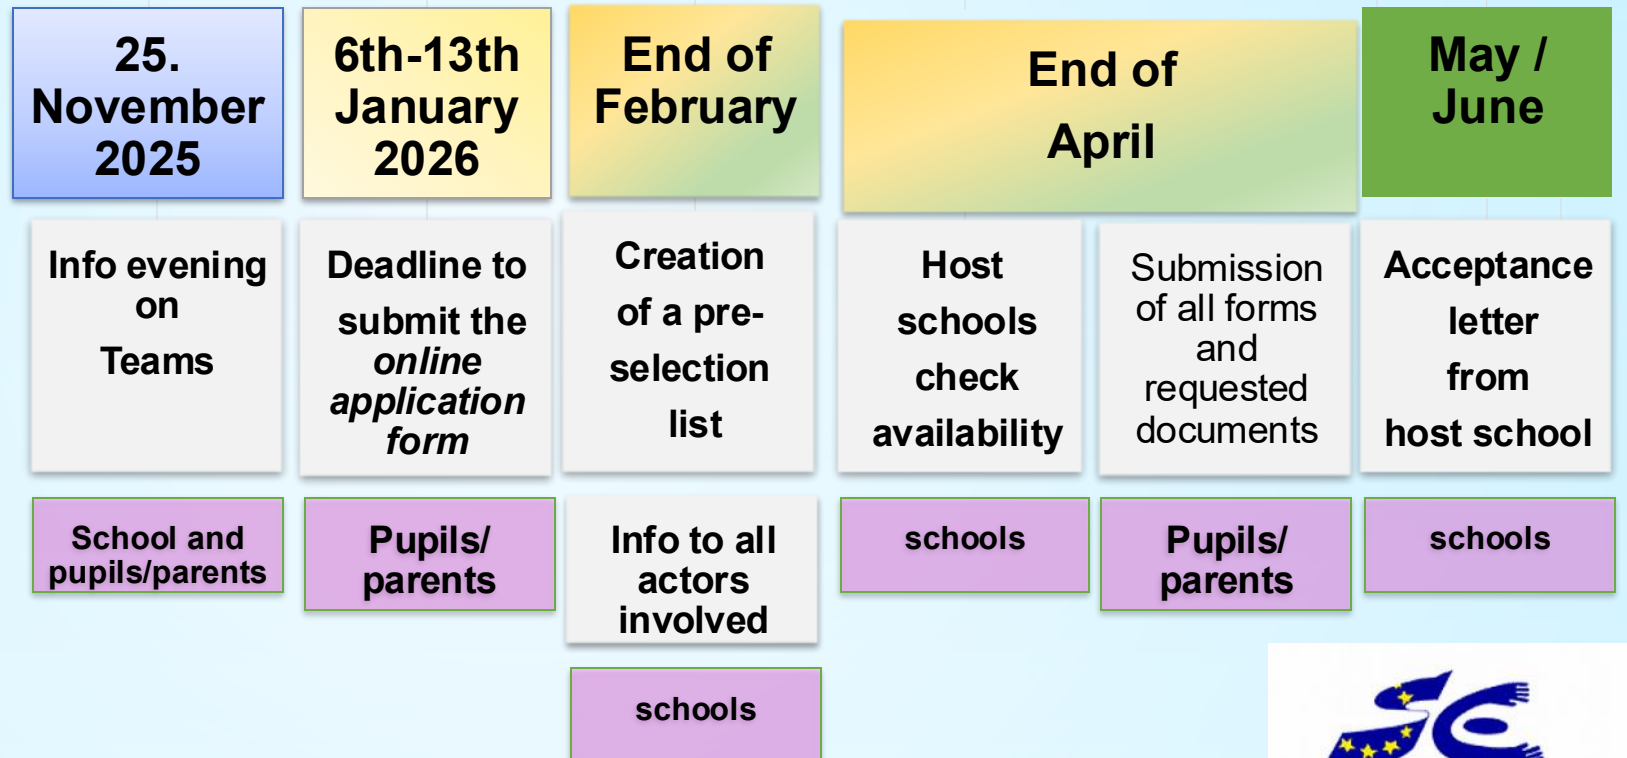 25.
November
2025
6th-13th
January
2026
End of
February
End of
April
May /
June
Info evening
on
Teams
Deadline to
submit the
online
application
form
Creation
of a pre-
selection
list
Host
schools
check
availability
Submission
of all forms
and
requested
documents
Acceptance
letter
from
host school
School and
pupils/parents
Pupils/
parents
Info to all
actors
involved
schools
schools
Pupils/
parents
schools